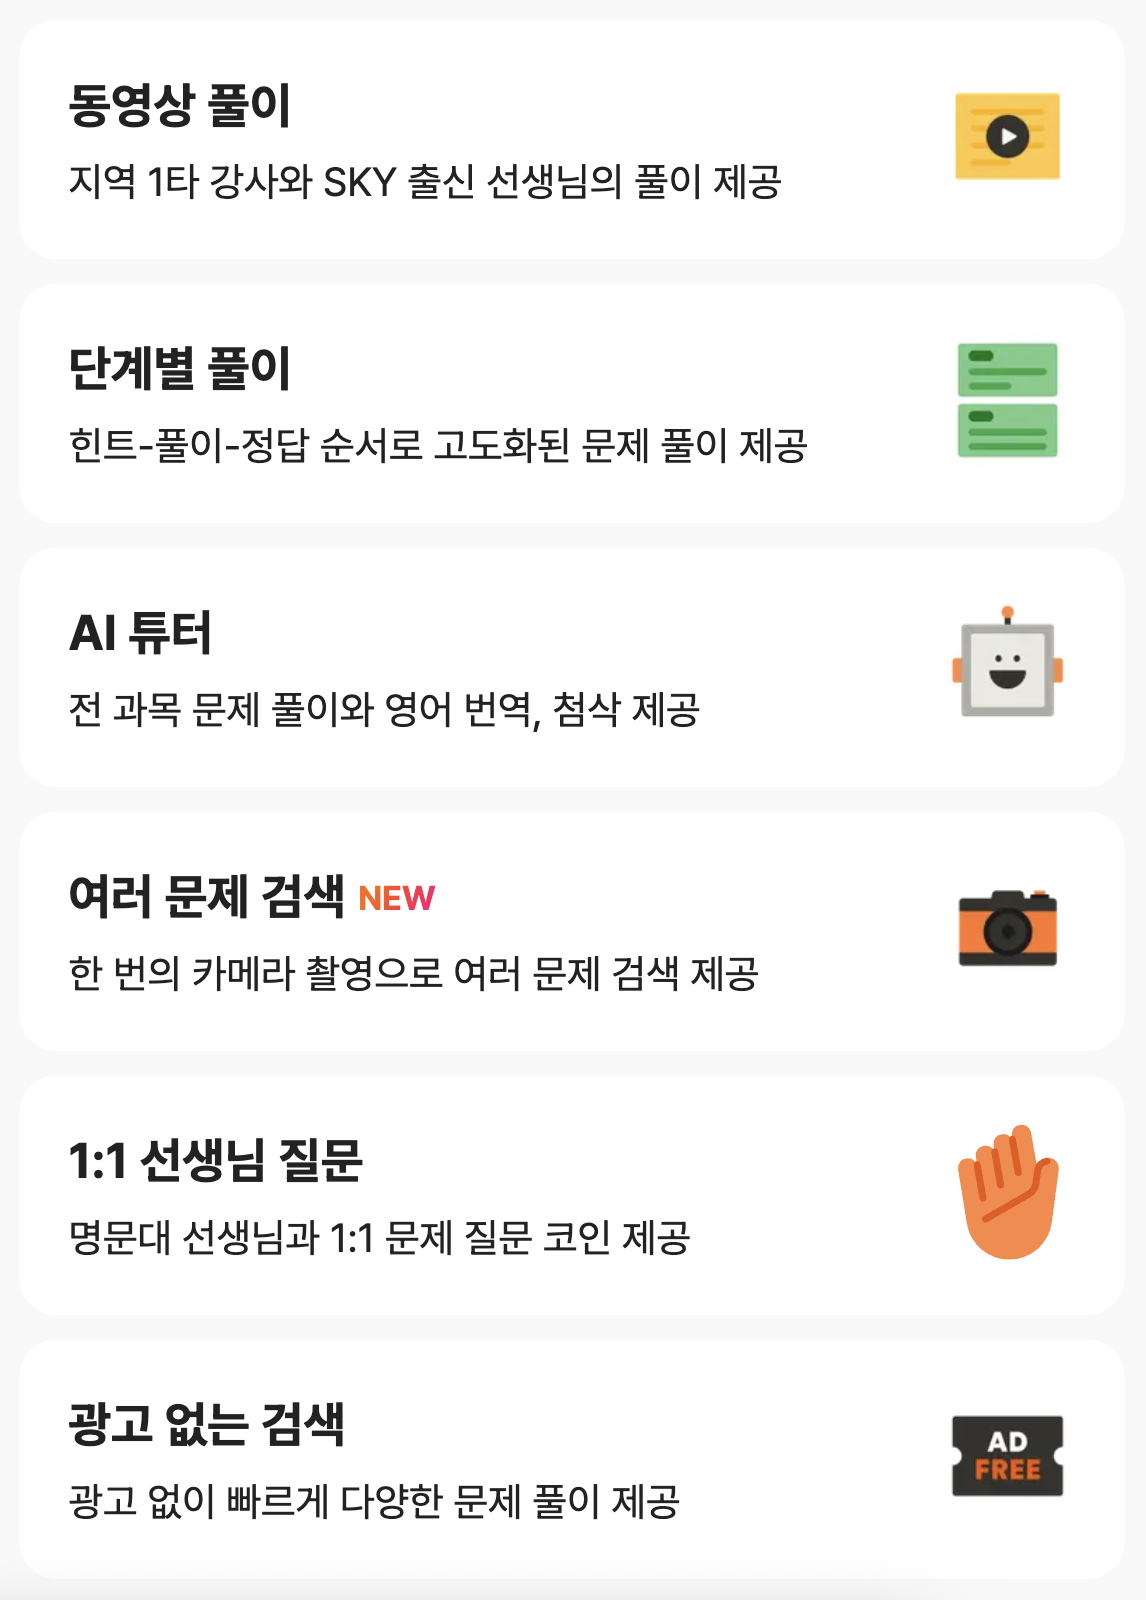 동영상 풀이
지역 1타 강사와 SKY 출신 선생님의 풀이 제공
단계별 풀이
힌트-풀이-정답 순서로 고도화된 문제 풀이 제공
AI 튜터
전 과목 문제 풀이와 영어 번역, 첨삭 제공
여러 문제 검색 NEW
한 번의 카메라 촬영으로 여러 문제 검색 제공
1:1 선생님 질문
명문대 선생님과 1:1 문제 질문 코인 제공
광고 없는 검색
광고 없이 빠르게 다양한 문제 풀이 제공
AD
FREE